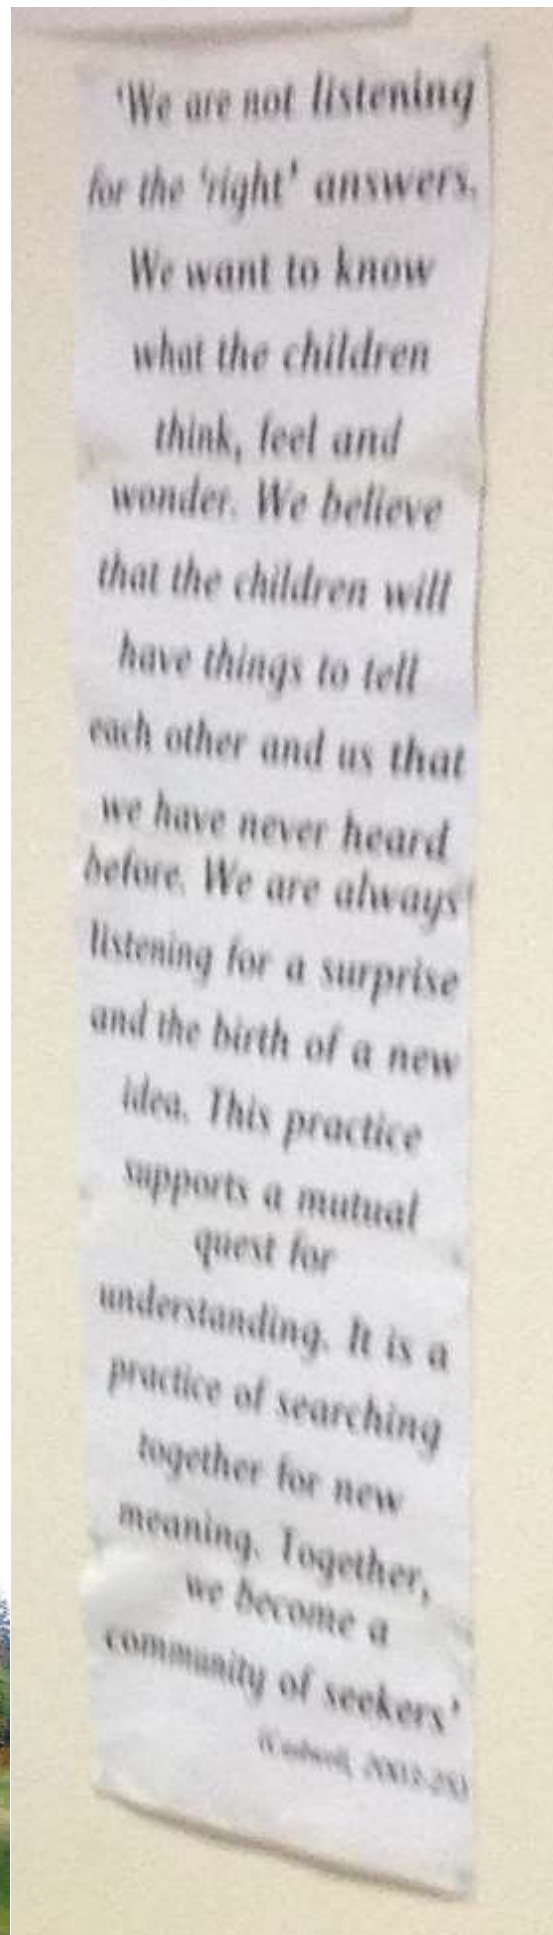 'We are not listening
for the 'right' answers.
We want to know
what the children
think, feel and
wonder. We believe
that the children will
have things to tell
each other and us that
we have never heard
before. We are always
listening for a surprise
and the birth of a new
idea. This practice
supports a mutual
quest for
understanding. It is a
practice of searching
together for new
meaning. Together,
we become a
community of seekers'